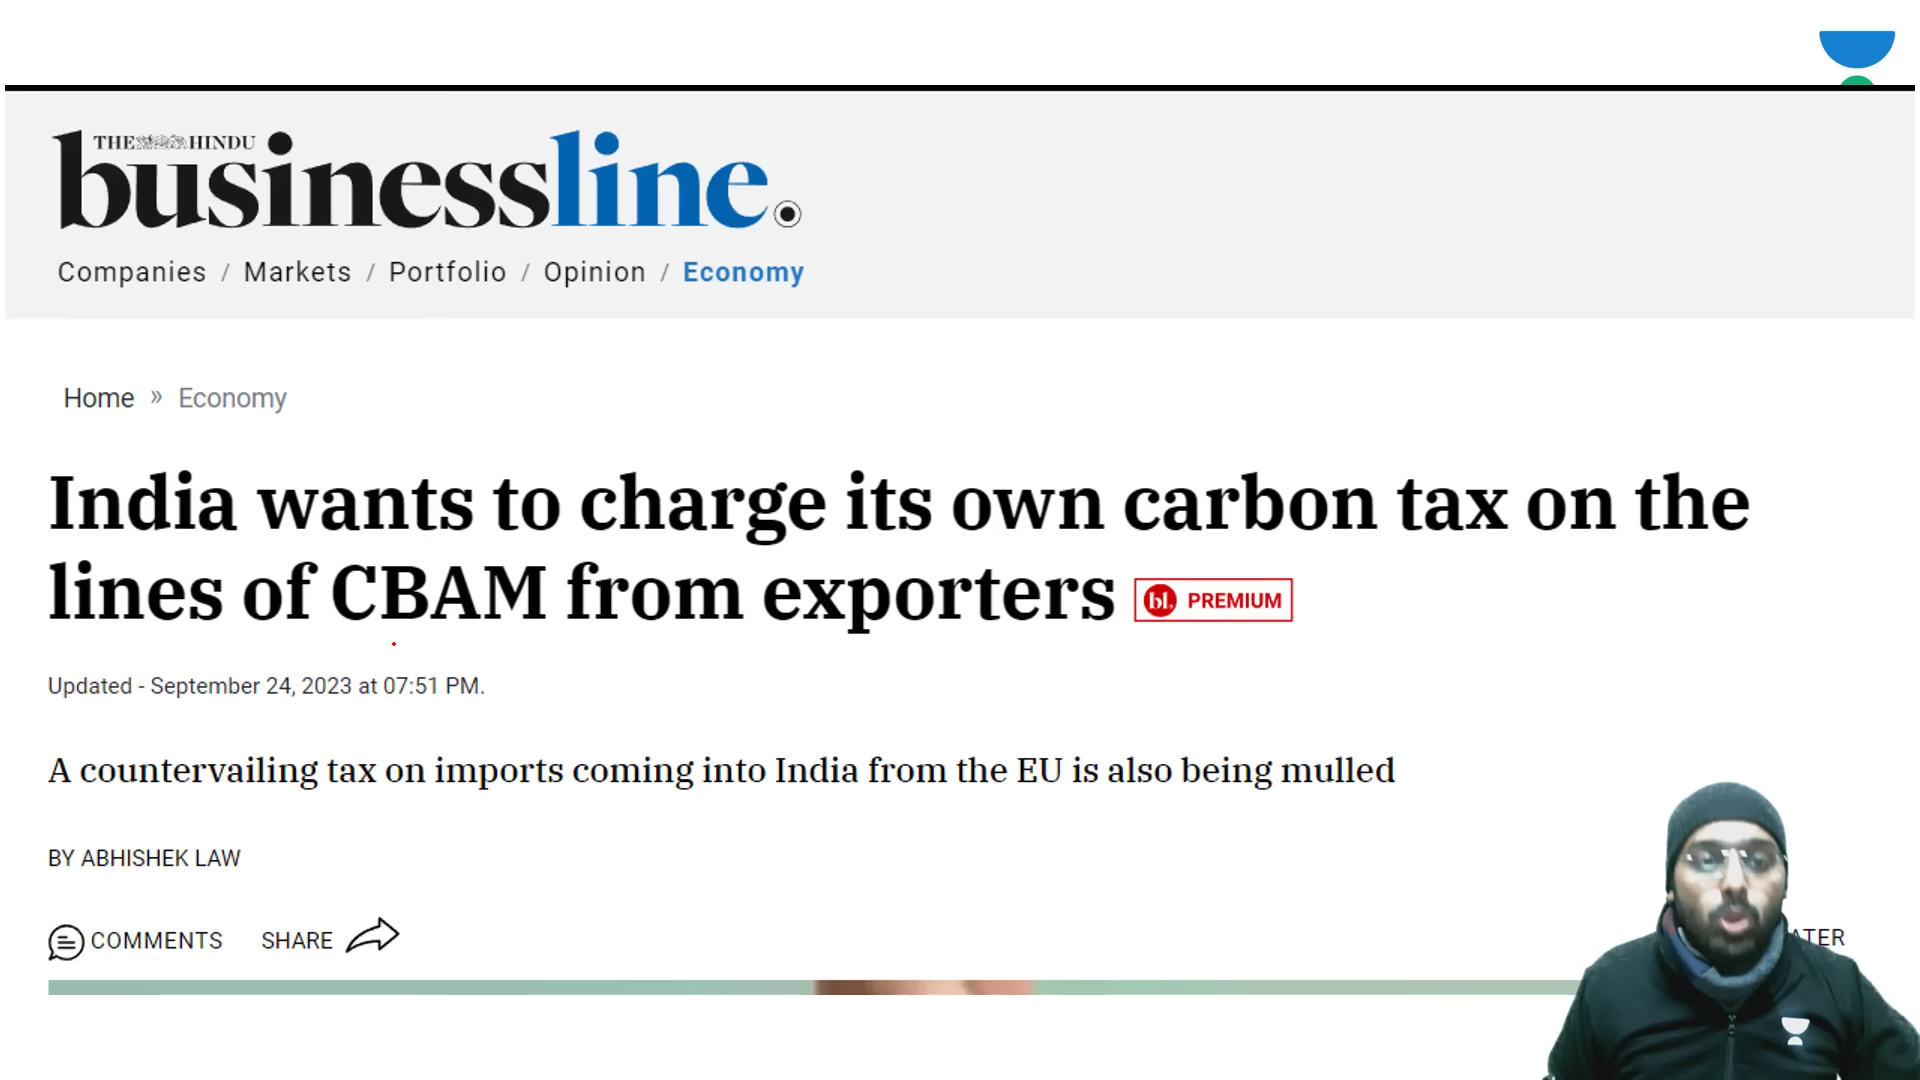 THE HINDU
businessline.
Companies / Markets / Portfolio / Opinion / Economy
Home » Economy
India wants to charge its own carbon tax on the
lines of CBAM from exporters bl. PREMIUM
Updated - September 24, 2023 at 07:51 PM.
A countervailing tax on imports coming into India from the EU is also being mulled
BY ABHISHEK LAW
COMMENTS SHARE